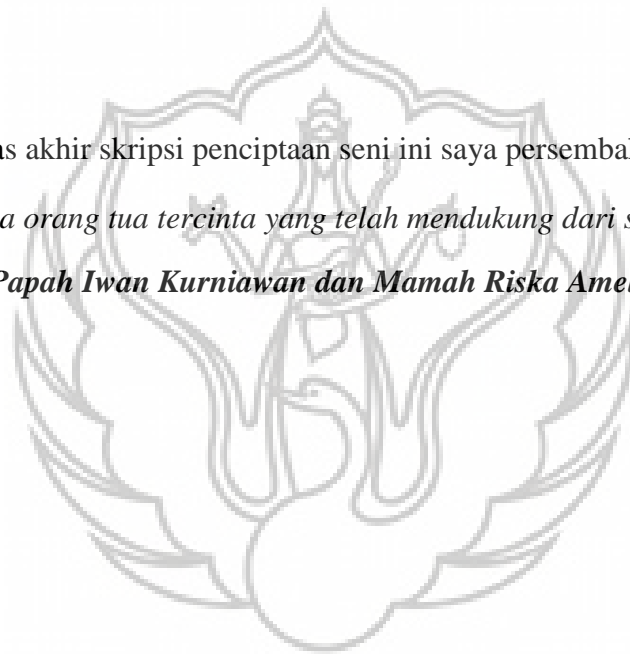 as akhir skripsi penciptaan seni ini saya persembal
a orang tua tercinta yang telah mendukung dari s
Papah Iwan Kurniawan dan Mamah Riska Amel